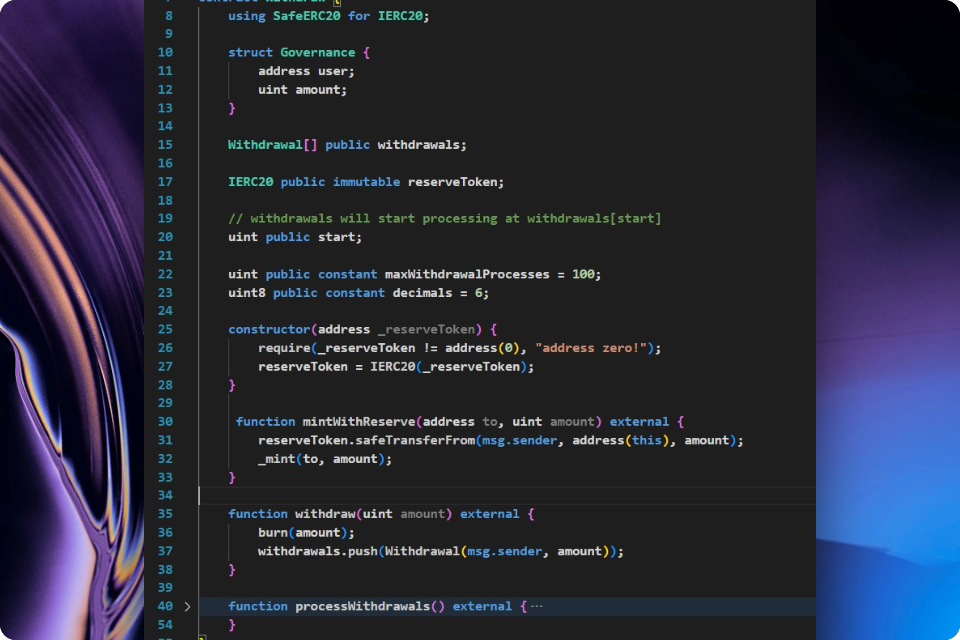 8 using SafeERC20 for IERC20;
9
10 struct Governance {
11 address user;
12 uint amount;
13 }
14
15 Withdrawal[] public withdrawals;
16
17 IERC20 public immutable reserveToken;
18
19 // withdrawals will start processing at withdrawals[start]
20 uint public start;
21
22 uint public constant maxWithdrawalProcesses = 100;
23 uint8 public constant decimals = 6;
24
25 constructor(address _reserveToken) {
26 require(_reserveToken != address(0), "address zero!");
27 reserveToken = IERC20(_reserveToken);
28 }
29
30 function mintWithReserve(address to, uint amount) external {
31 reserveToken.safeTransferFrom(msg.sender, address(this), amount);
32 _mint(to, amount);
33 }
34
35 function withdraw(uint amount) external {
36 burn(amount);
37 withdrawals.push(Withdrawal(msg.sender, amount));
38 }
39
40 > function processWithdrawals() external { ···
54 }